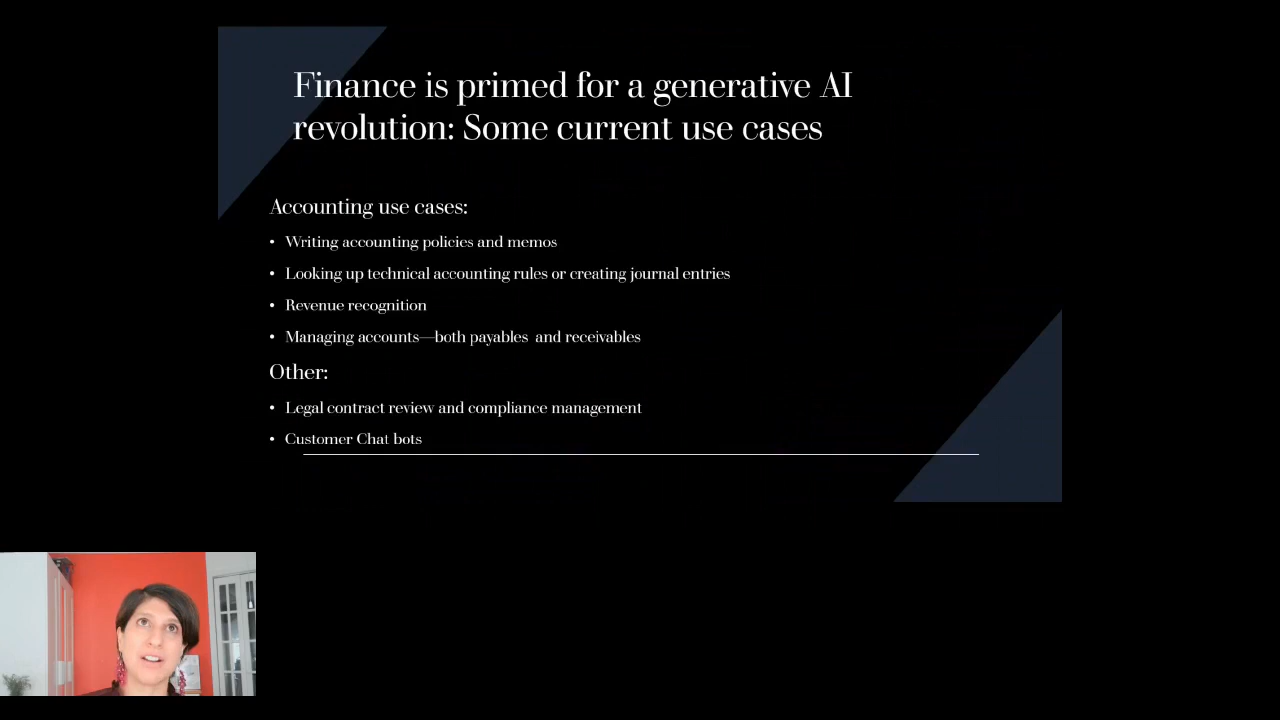 Finance is primed for a generative AI
revolution: Some current use cases
Accounting use cases:
• Writing accounting policies and memos
• Looking up technical accounting rules or creating journal entries
• Revenue recognition
• Managing accounts—both payables  and receivables
Other:
• Legal contract review and compliance management
• Customer Chat bots